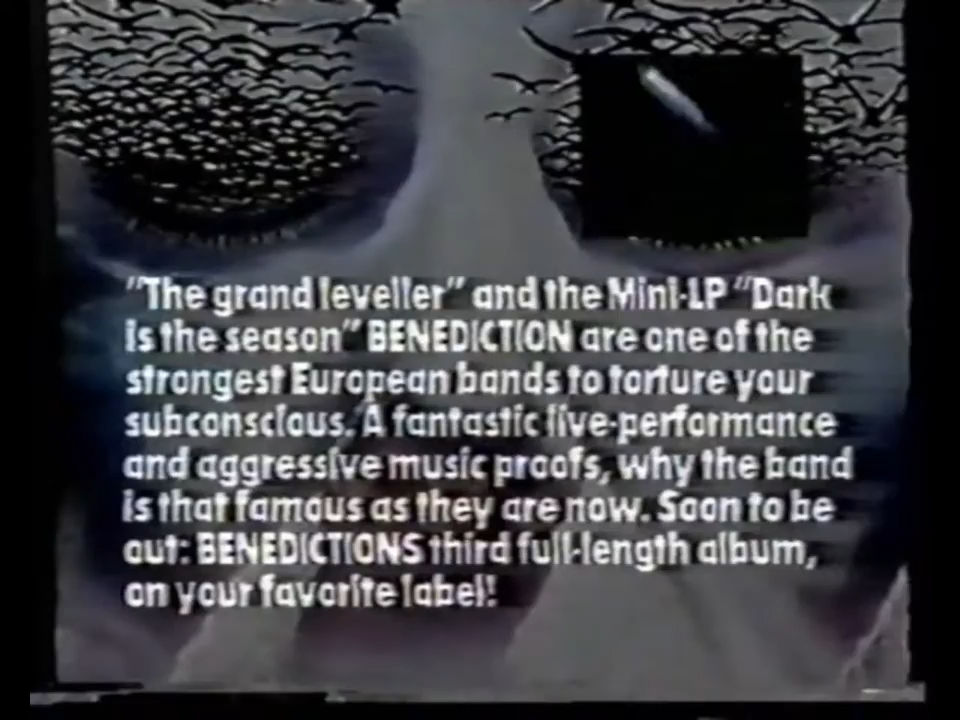 "The grand leveller" and the Mini-LP "Dark
is the season" BENEDICTION are one of the
strongest European bands to torture your
subconscious. A fantastic live-performance
and aggressive music proofs, why the band
is that famous as they are now. Soon to be
out: BENEDICTIONS third full-length album,
on your favorite label!